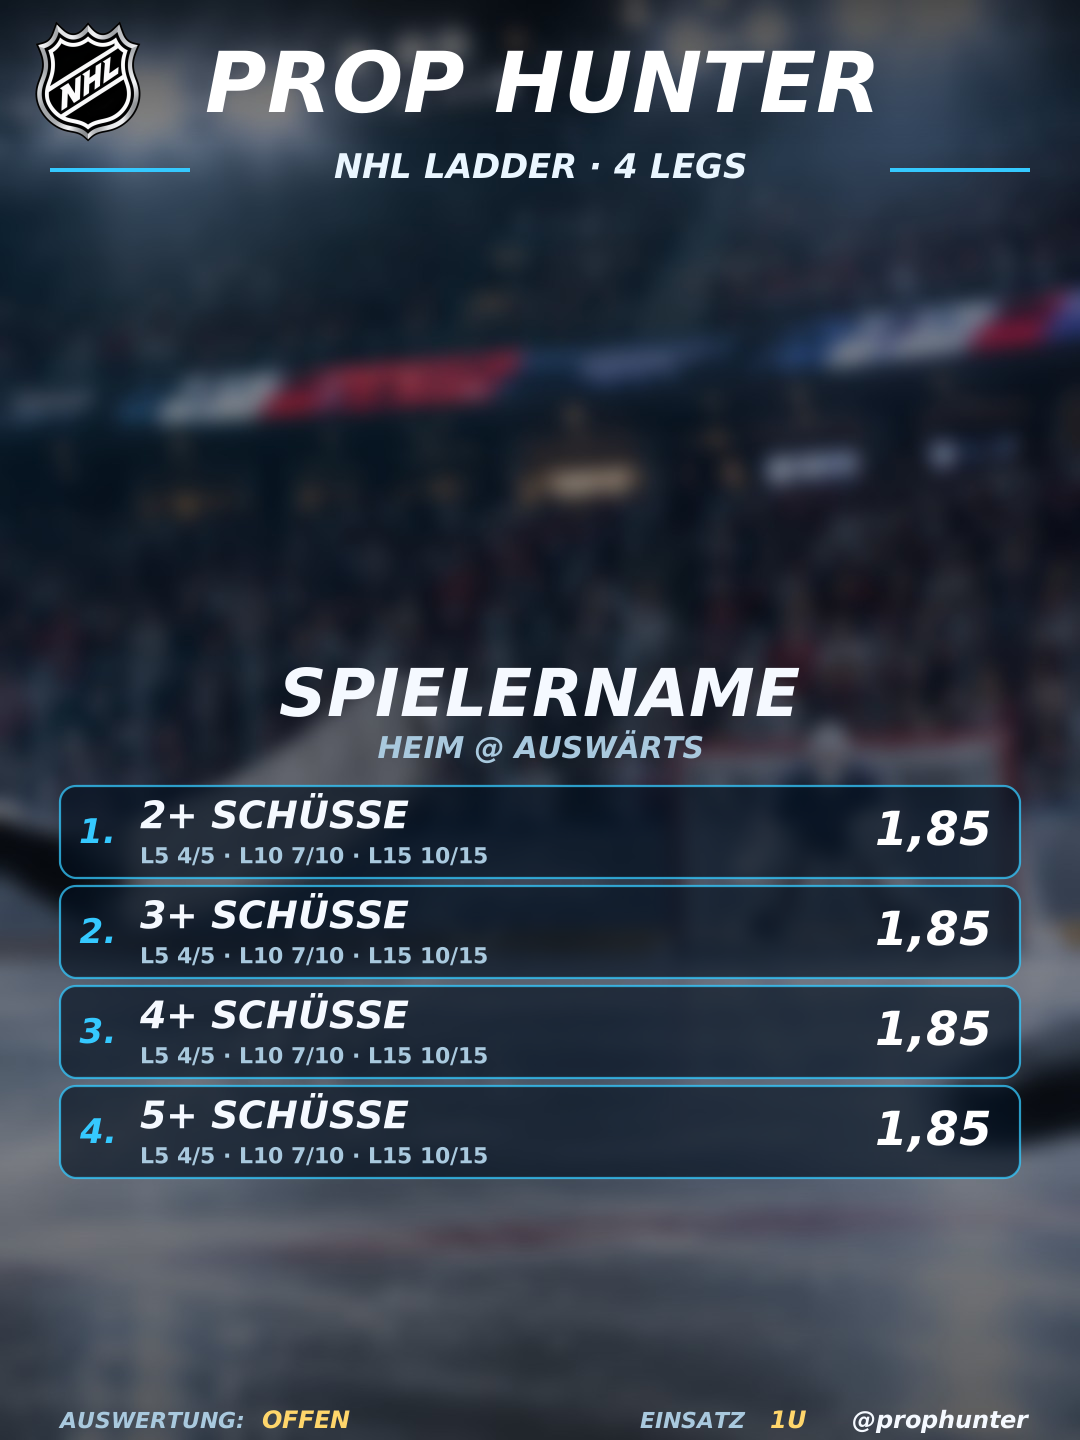 NHL
PROP HUNTER
NHL LADDER · 4 LEGS
SPIELERNAME
HEIM @ AUSWÄRTS
1. 2+ SCHÜSSE 1,85
L5 4/5 · L10 7/10 · L15 10/15
2. 3+ SCHÜSSE 1,85
L5 4/5 · L10 7/10 · L15 10/15
3. 4+ SCHÜSSE 1,85
L5 4/5 · L10 7/10 · L15 10/15
4. 5+ SCHÜSSE 1,85
L5 4/5 · L10 7/10 · L15 10/15
AUSWERTUNG: OFFEN EINSATZ 1U @prophunter